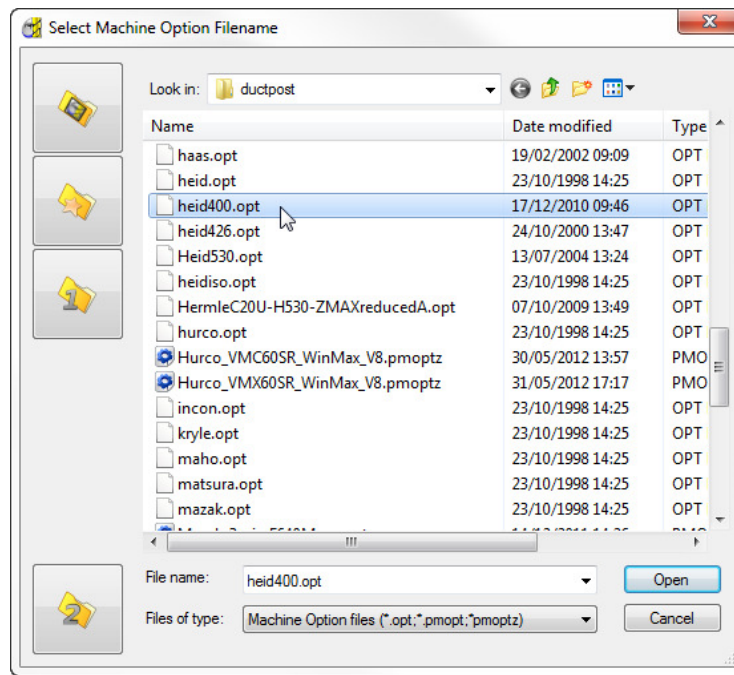 Select Machine Option Filename
X
Look in: ductpost
Name Date modified Type
haas.opt 19/02/2002 09:09 OPT
heid.opt 23/10/1998 14:25 OPT
heid400.opt 17/12/2010 09:46 OPT
heid426.opt 24/10/2000 13:47 OPT
Heid530.opt 13/07/2004 13:24 OPT
heidiso.opt 23/10/1998 14:25 OPT
HermleC20U-H530-ZMAXreducedA.opt 07/10/2009 13:49 OPT
hurco.opt 23/10/1998 14:25 OPT
Hurco_VMC60SR_WinMax_V8.pmoptz 30/05/2012 13:57 PMO
Hurco_VMX60SR_WinMax_V8.pmoptz 31/05/2012 17:17 PMO
incon.opt 23/10/1998 14:25 OPT
kryle.opt 23/10/1998 14:25 OPT
maho.opt 23/10/1998 14:25 OPT
matsura.opt 23/10/1998 14:25 OPT
mazak.opt 23/10/1998 14:25 OPT
File name: heid400.opt Open
Files of type: Machine Option files (*.opt;*.pmopt;*pmoptz) Cancel
1
2